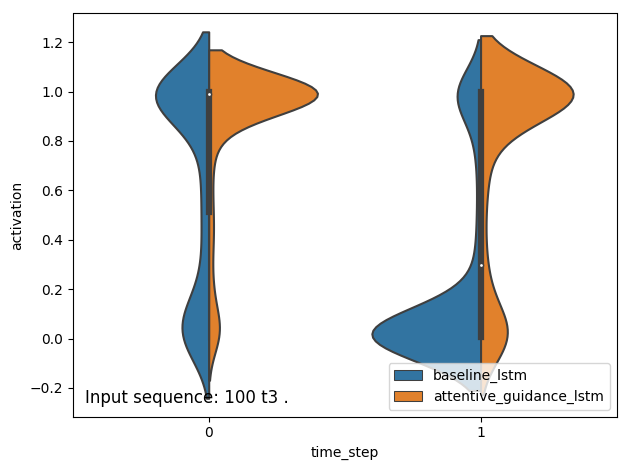 1.2
1.0
0.8
0.6
0.4
0.2
0.0
−0.2
activation
Input sequence: 100 t3 .
baseline_lstm
attentive_guidance_lstm
0
1
time_step